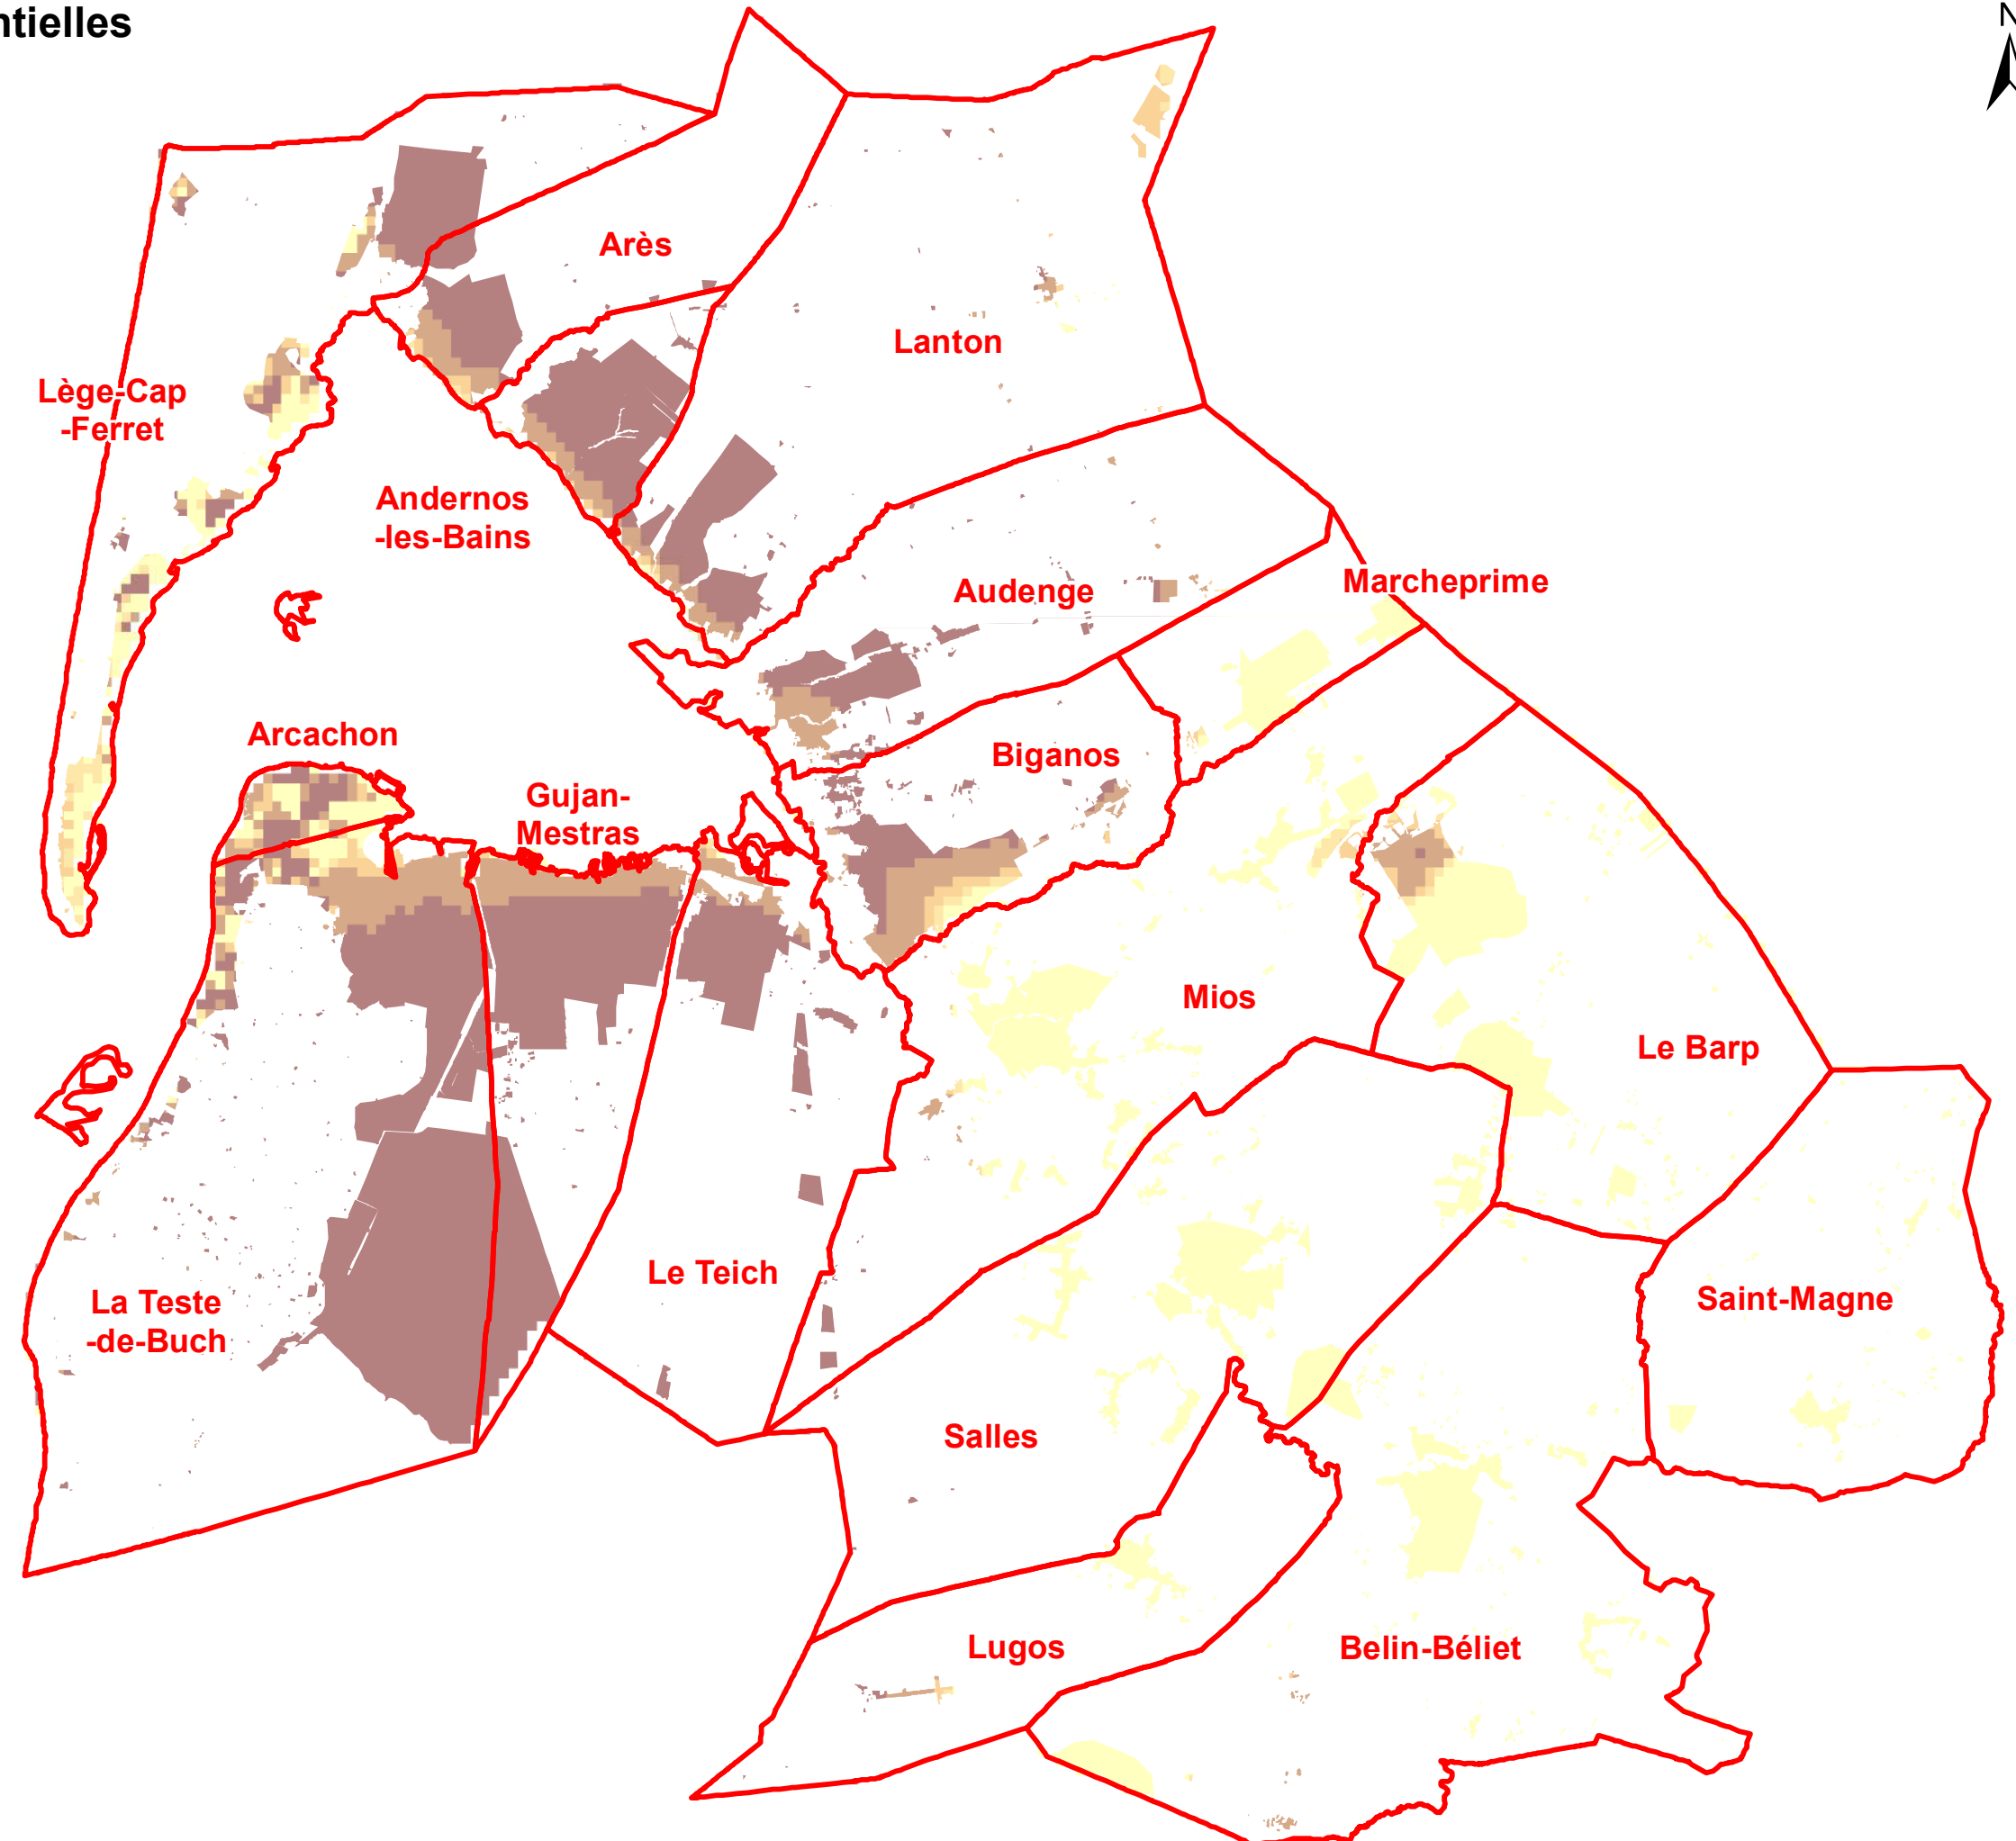 ntielles
N
Arès
Lanton
Lège-Cap
-Ferret
Andernos
-les-Bains
Audenge
Marcheprime
Arcachon
Biganos
Gujan-
Mestras
Mios
Le Barp
Le Teich
La Teste
-de-Buch
Saint-Magne
Salles
Lugos
Belin-Béliet